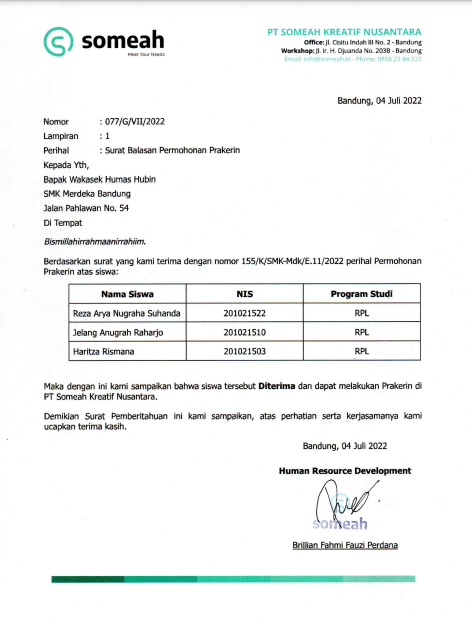 someah
Meet Your Needs
PT SOMEAH KREATIF NUSANTARA
Office: Jl. Cisitu Indah III No. 2 - Bandung
Workshop: Jl. Ir. H. Djuanda No. 203B - Bandung
Email: info@someah.id - Phone: 0856 22 94 222
Bandung, 04 Juli 2022
Nomor : 077/G/VII/2022
Lampiran : 1
Perihal : Surat Balasan Permohonan Prakerin
Kepada Yth,
Bapak Wakasek Humas Hubin
SMK Merdeka Bandung
Jalan Pahlawan No. 54
Di Tempat
Bismillahirrahmaanirrahiim.
Berdasarkan surat yang kami terima dengan nomor 155/K/SMK-Mdk/E.11/2022 perihal Permohonan
Prakerin atas siswa:
Nama Siswa NIS Program Studi
Reza Arya Nugraha Suhanda 201021522 RPL
Jelang Anugrah Raharjo 201021510 RPL
Haritza Rismana 201021503 RPL
Maka dengan ini kami sampaikan bahwa siswa tersebut Diterima dan dapat melakukan Prakerin di
PT Someah Kreatif Nusantara.
Demikian Surat Pemberitahuan ini kami sampaikan, atas perhatian serta kerjasamanya kami
ucapkan terima kasih.
Bandung, 04 Juli 2022
Human Resource Development
someah
Brillian Fahmi Fauzi Perdana